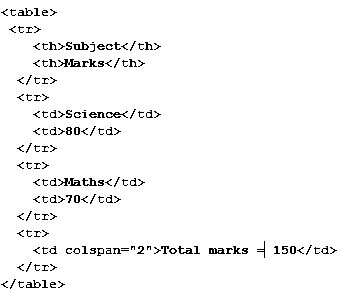 <table>
<tr>
<th>Subject</th>
<th>Marks</th>
</tr>
<tr>
<td>Science</td>
<td>80</td>
</tr>
<tr>
<td>Maths</td>
<td>70</td>
</tr>
<tr>
<td colspan="2">Total marks = 150</td>
</tr>
</table>